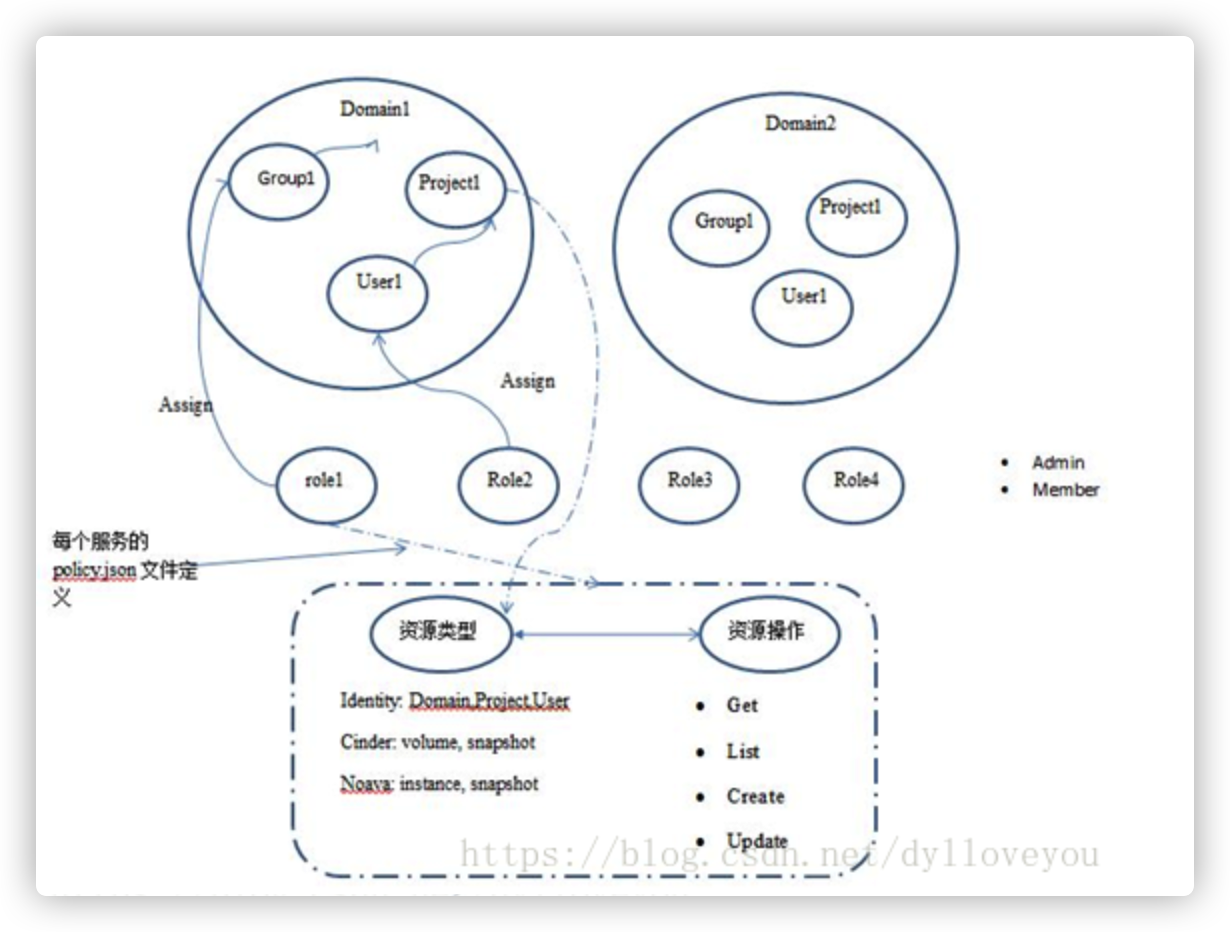 Domain1
Group1
Project1
User1
Domain2
Group1
Project1
User1
Assign
Assign
role1
Role2
Role3
Role4
• Admin
• Member
每个服务的
policy.json 文件定
义
资源类型
资源操作
Identity: Domain,Project,User
Cinder: volume, snapshot
Noava: instance, snapshot
• Get
• List
• Create
• Update
https://blog.csdn.net/dylloveyou